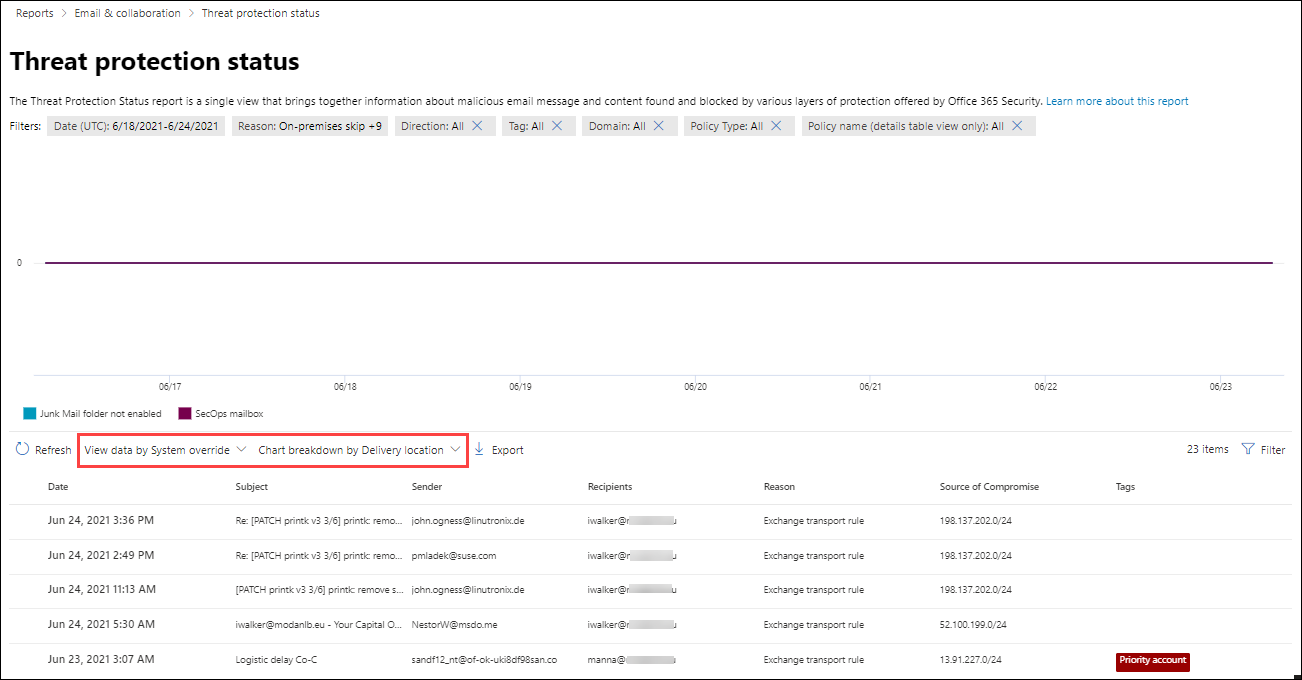 Reports > Email & collaboration > Threat protection status
Threat protection status
The Threat Protection Status report is a single view that brings together information about malicious email message and content found and blocked by various layers of protection offered by Office 365 Security. Learn more about this report
Filters: Date (UTC): 6/18/2021-6/24/2021 Reason: On-premises skip +9 Direction: All Tag: All Domain: All Policy Type: All Policy name (details table view only): All
0
06/17 06/18 06/19 06/20 06/21 06/22 06/23
Junk Mail folder not enabled SecOps mailbox
Refresh View data by System override Chart breakdown by Delivery location Export 23 items Filter
Date Subject Sender Recipients Reason Source of Compromise Tags
Jun 24, 2021 3:36 PM Re: [PATCH printk v3 3/6] printk: remo... john.ogness@linutronix.de iwalker@ Exchange transport rule 198.137.202.0/24
Jun 24, 2021 2:49 PM Re: [PATCH printk v3 3/6] printk: remo... pmladek@suse.com iwalker@ Exchange transport rule 198.137.202.0/24
Jun 24, 2021 11:13 AM [PATCH printk v3 3/6] printk: remove s... john.ogness@linutronix.de iwalker@ Exchange transport rule 198.137.202.0/24
Jun 24, 2021 5:30 AM iwalker@modanlb.eu - Your Capital O... NestorW@msdo.me iwalker@ Exchange transport rule 52.100.199.0/24
Jun 23, 2021 3:07 AM Logistic delay Co-C sandf12_nt@of-ok-uki8df98san.co manna@ Exchange transport rule 13.91.227.0/24 Priority account